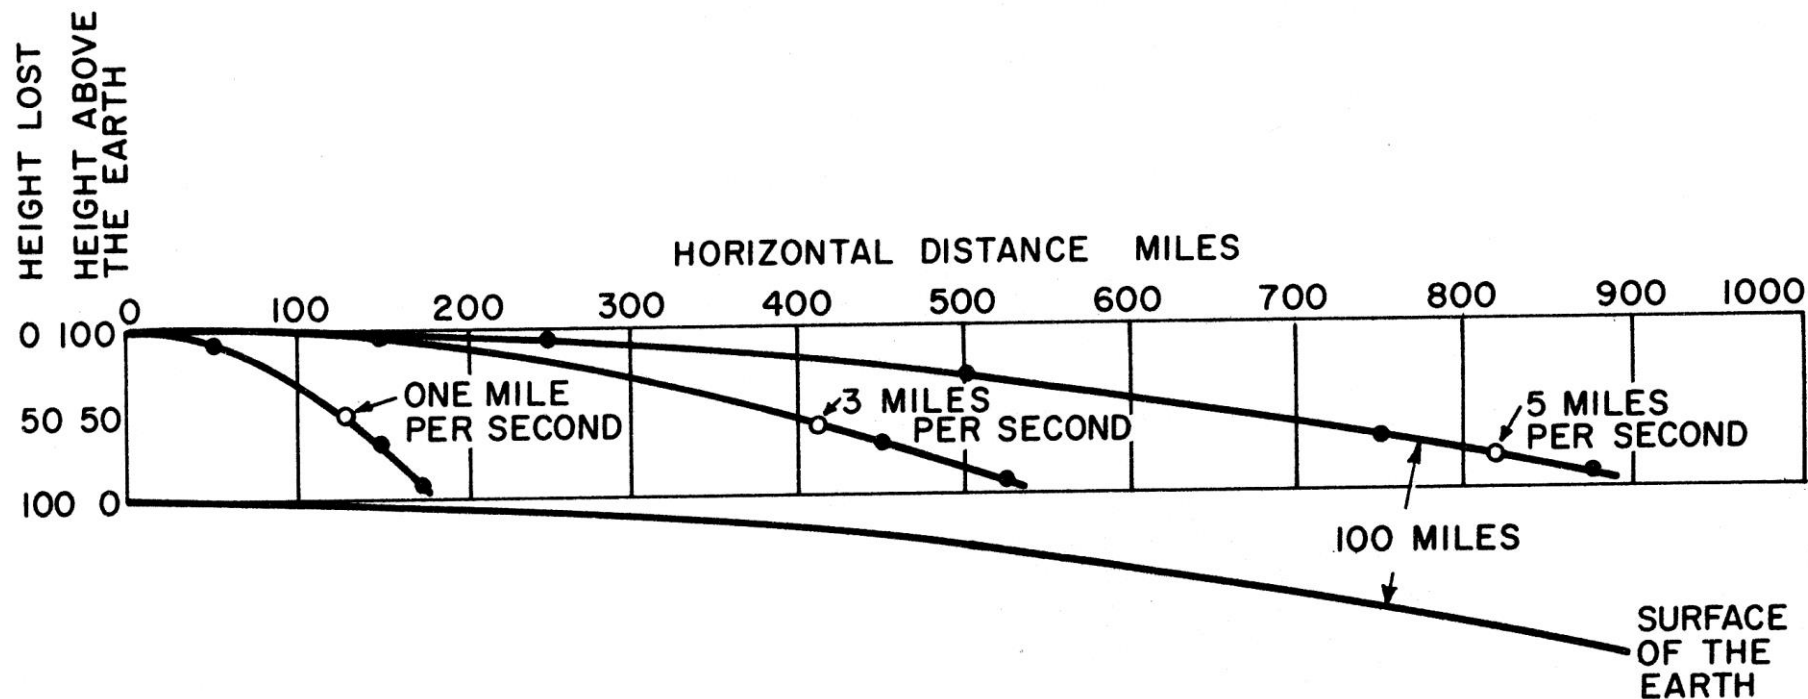 HEIGHT LOST
HEIGHT ABOVE
THE EARTH
HORIZONTAL DISTANCE MILES
0 100 200 300 400 500 600 700 800 900 1000
0 100
50 50
100 0
ONE MILE
PER SECOND
3 MILES
PER SECOND
5 MILES
PER SECOND
100 MILES
SURFACE
OF THE
EARTH